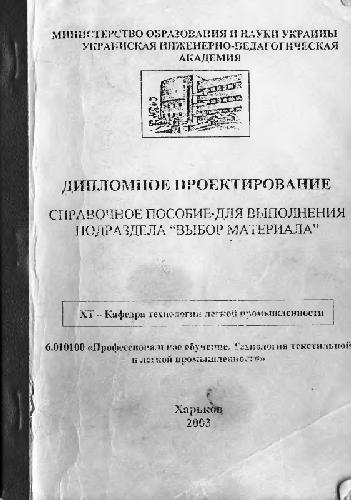 МИНИСТЕРСТВО ОБРАЗОВАНИЯ И НАУКИ УКРАИНЫ
УКРАИНСКАЯ ИНЖЕНЕРНО-ПЕДАГОГИЧЕСКАЯ
АКАДЕМИЯ
ДИПЛОМНОЕ ПРОЕКТИРОВАНИЕ
СПРАВОЧНОЕ ПОСОБИЕ ДЛЯ ВЫПОЛНЕНИЯ
ПОДРАЗДЕЛА "ВЫБОР МАТЕРИАЛА"
ХТ – Кафедра технологии легкой промышленности
6.010100 «Профессиональное обучение. Технология текстильной
и легкой промышленности»
Харьков
2003